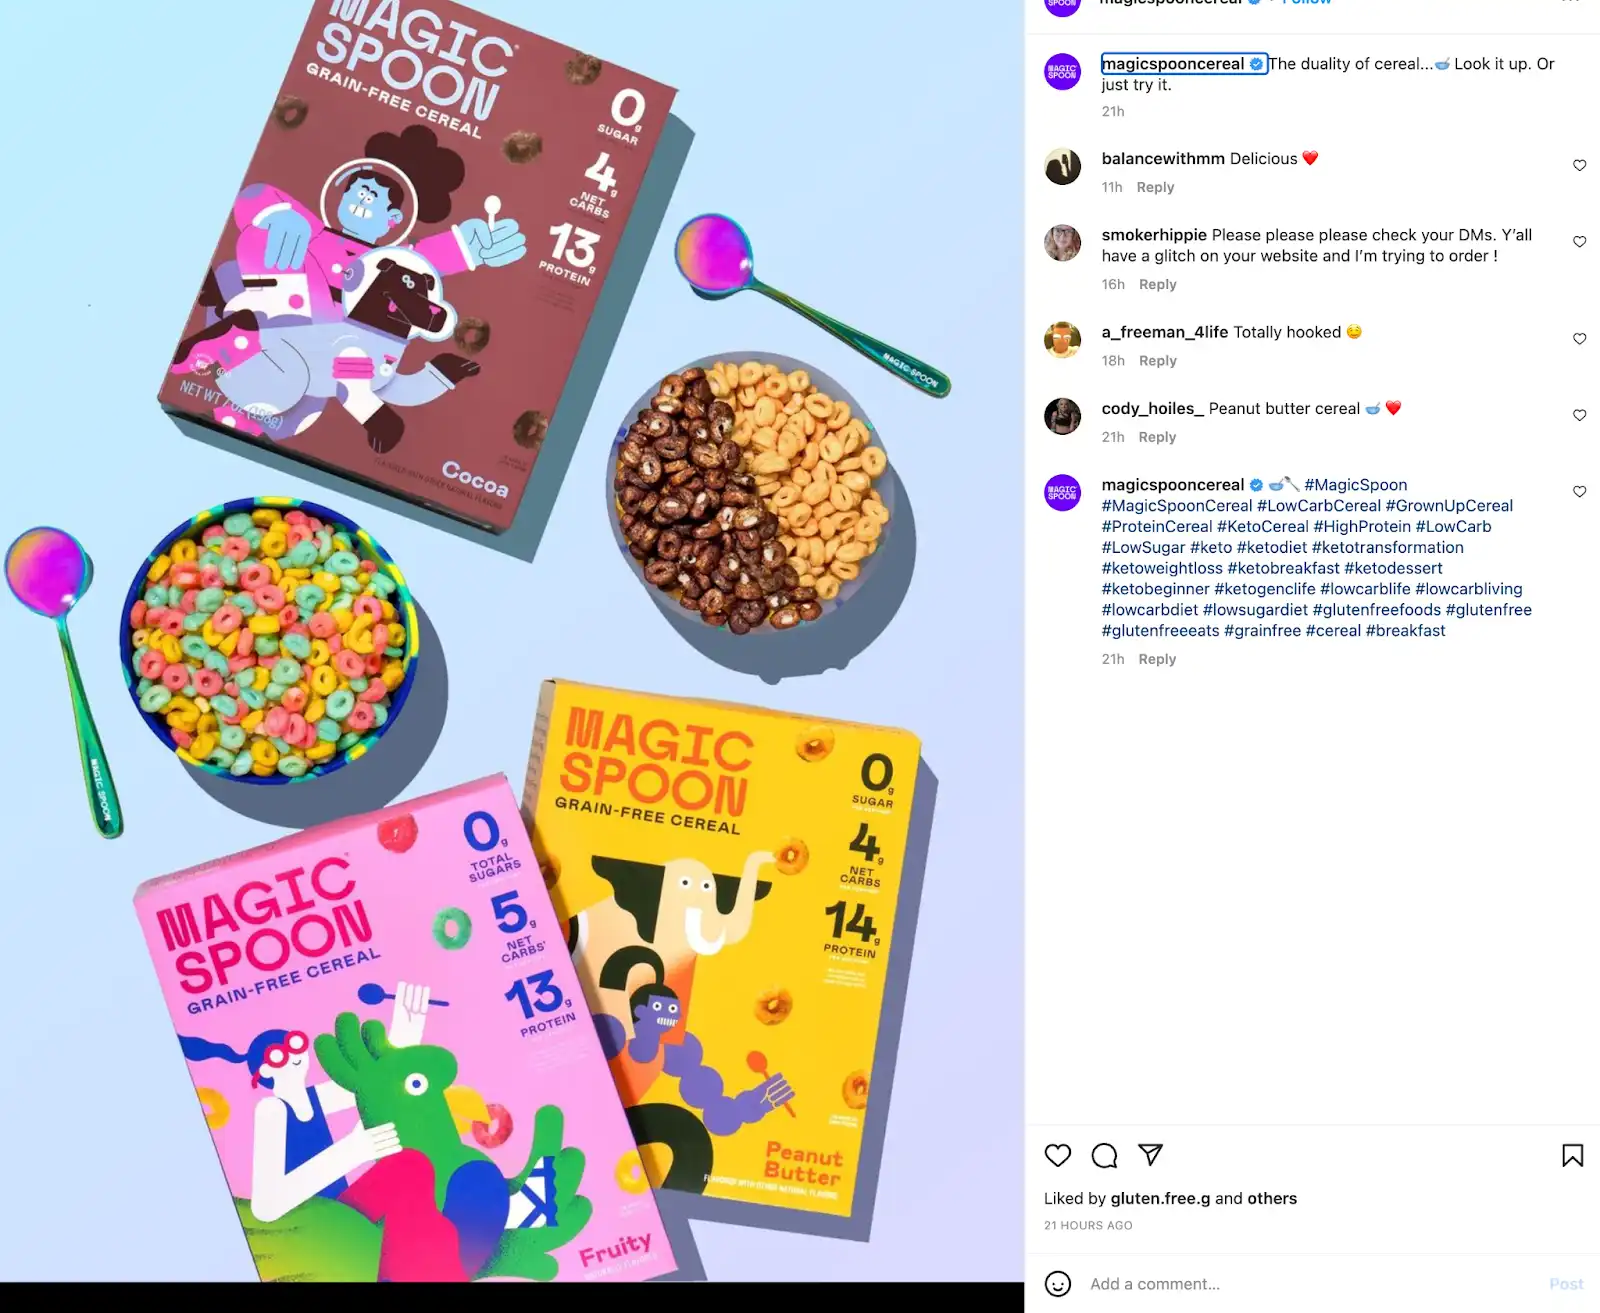 MAGIC
SPOON
GRAIN-FREE CEREAL
0g
SUGAR
4g
NET
CARBS
13g
PROTEIN
NET WT 7 OZ (198g)
Cocoa
MAGIC SPOON
MAGIC SPOON
MAGIC
SPOON
GRAIN-FREE CEREAL
0g
SUGAR
4g
NET
CARBS
14g
PROTEIN
Peanut
Butter
MAGIC
SPOON
GRAIN-FREE CEREAL
0g
TOTAL
SUGARS
5g
NET
CARBS
13g
PROTEIN
Fruity
magicspooncereal • Follow
MAGIC
SPOON
magicspooncereal The duality of cereal...🥣 Look it up. Or
just try it.
21h
balancewithmm Delicious ❤️
11h Reply
smokerhippie Please please please check your DMs. Y’all
have a glitch on your website and I’m trying to order !
16h Reply
a_freeman_4life Totally hooked 😋
18h Reply
cody_hoiles_ Peanut butter cereal 🥣 ❤️
21h Reply
MAGIC
SPOON
magicspooncereal 🥣🥄 #MagicSpoon
#MagicSpoonCereal #LowCarbCereal #GrownUpCereal
#ProteinCereal #KetoCereal #HighProtein #LowCarb
#LowSugar #keto #ketodiet #ketotransformation
#ketoweightloss #ketobreakfast #ketodessert
#ketobeginner #ketogenclife #lowcarblife #lowcarbliving
#lowcarbdiet #lowsugardiet #glutenfreefoods #glutenfree
#glutenfreeeats #grainfree #cereal #breakfast
21h Reply
Liked by gluten.free.g and others
21 HOURS AGO
Add a comment...
Post